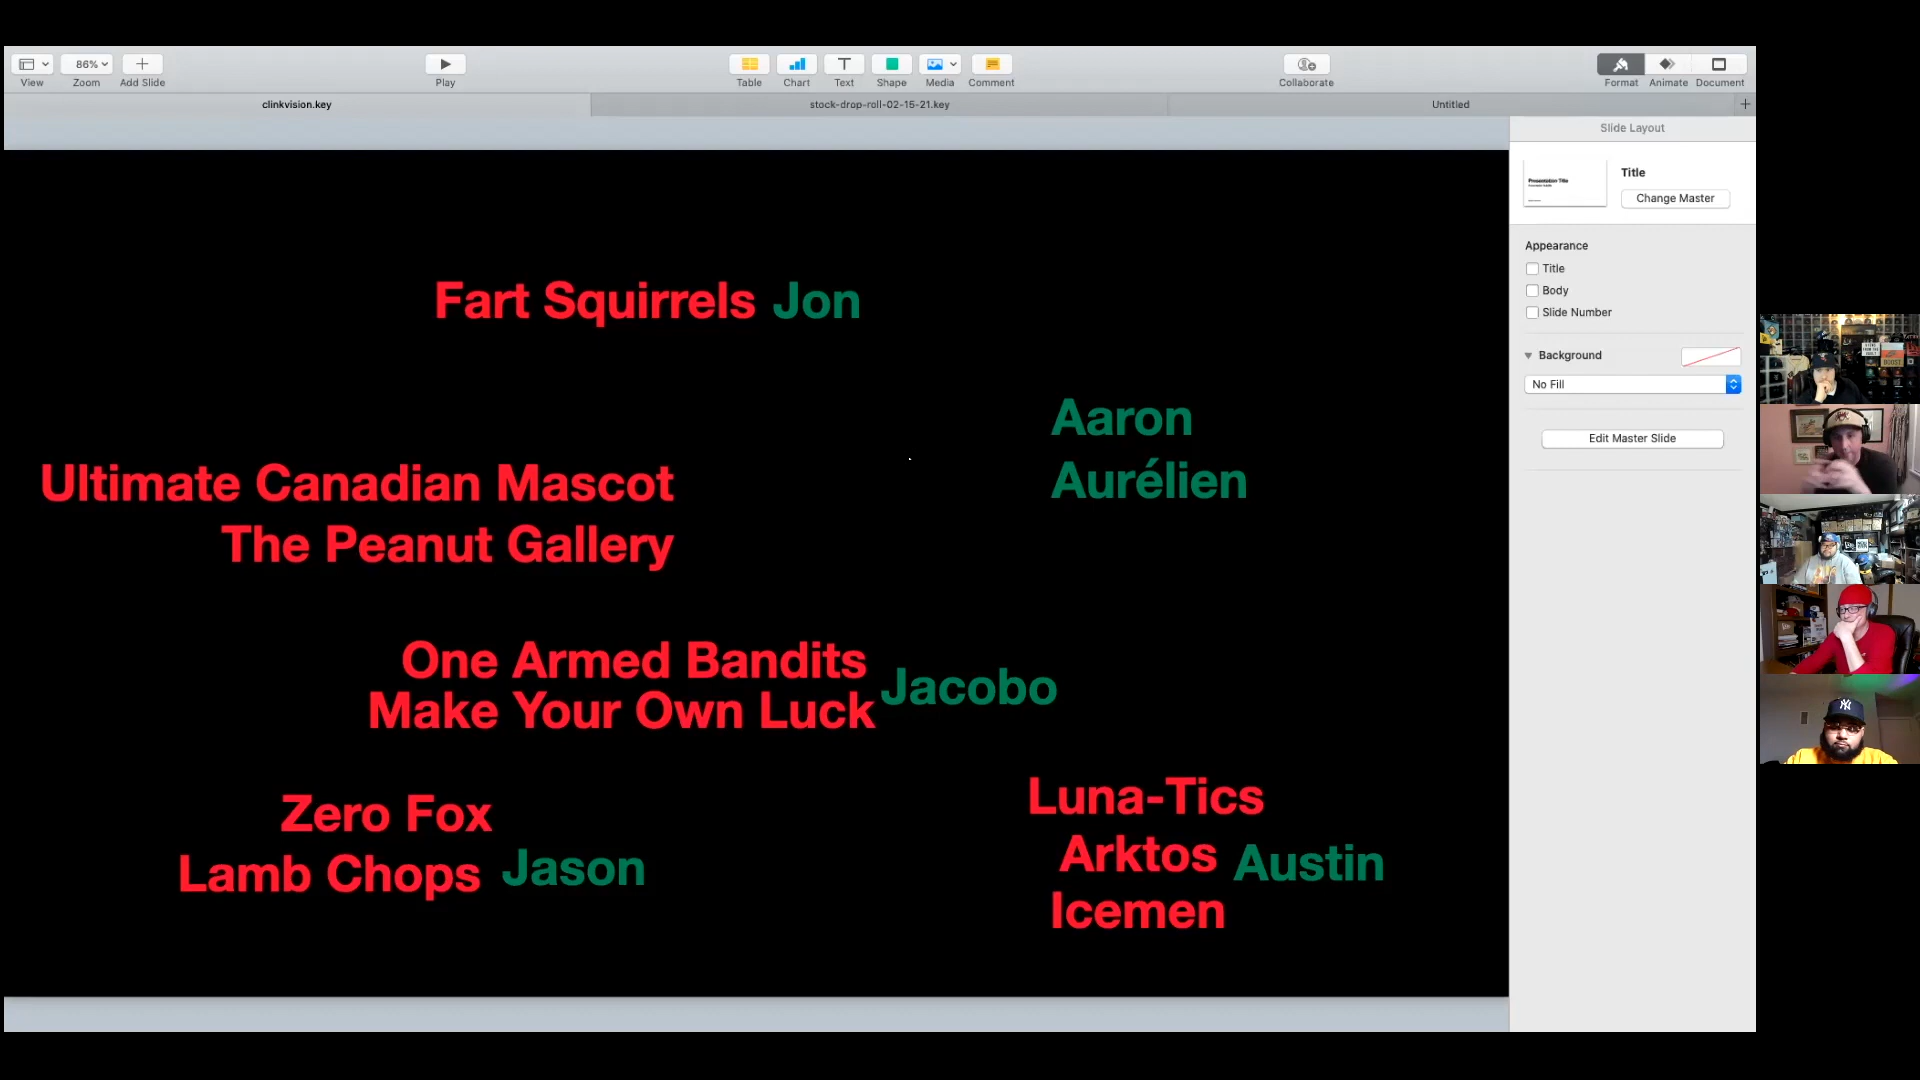 86%
View
Zoom
Add Slide
Play
Table
Chart
Text
Shape
Media
Comment
Collaborate
Format
Animate
Document
clinkvision.key
stock-drop-roll-02-15-21.key
Untitled
Slide Layout
Presentation Title
Title
Change Master
Appearance
Title
Body
Slide Number
Background
No Fill
Edit Master Slide
Fart Squirrels Jon
Aaron
Aurélien
Ultimate Canadian Mascot
The Peanut Gallery
One Armed Bandits
Make Your Own Luck
Jacobo
Zero Fox
Lamb Chops Jason
Luna-Tics
Arktos Austin
Icemen